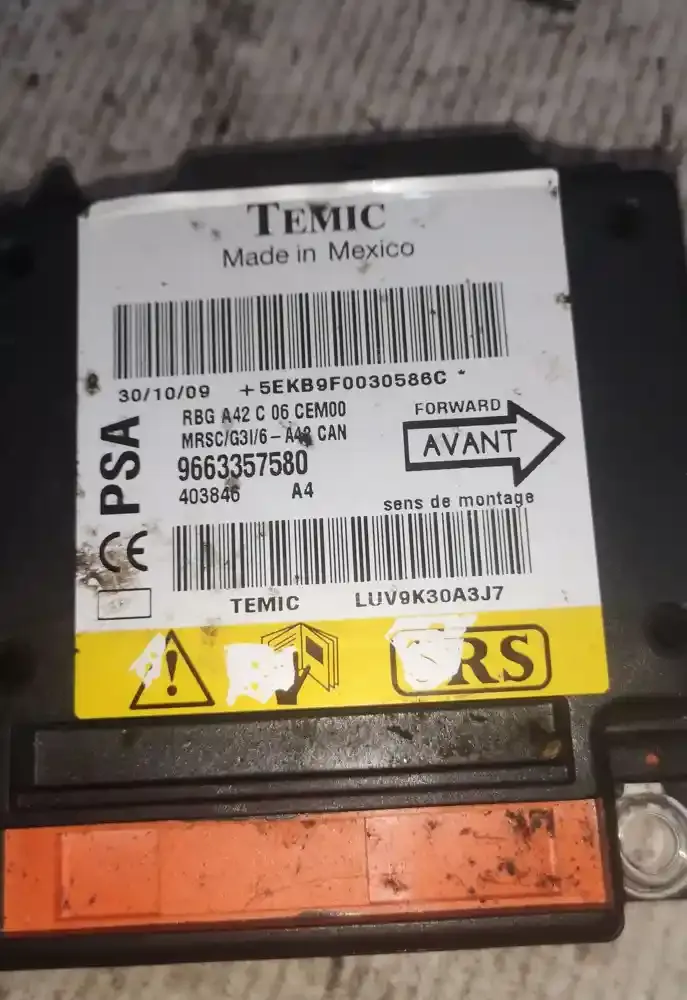 TEMIC
Made in Mexico
30/10/09 +5EKB9F0030586C *
RBG A42 C 06 CEM00
MRSC/G3I/6-A48 CAN
9663357580
403846 A4
PSA
CE
FORWARD
AVANT
sens de montage
TEMIC LUV9K30A3J7
SRS